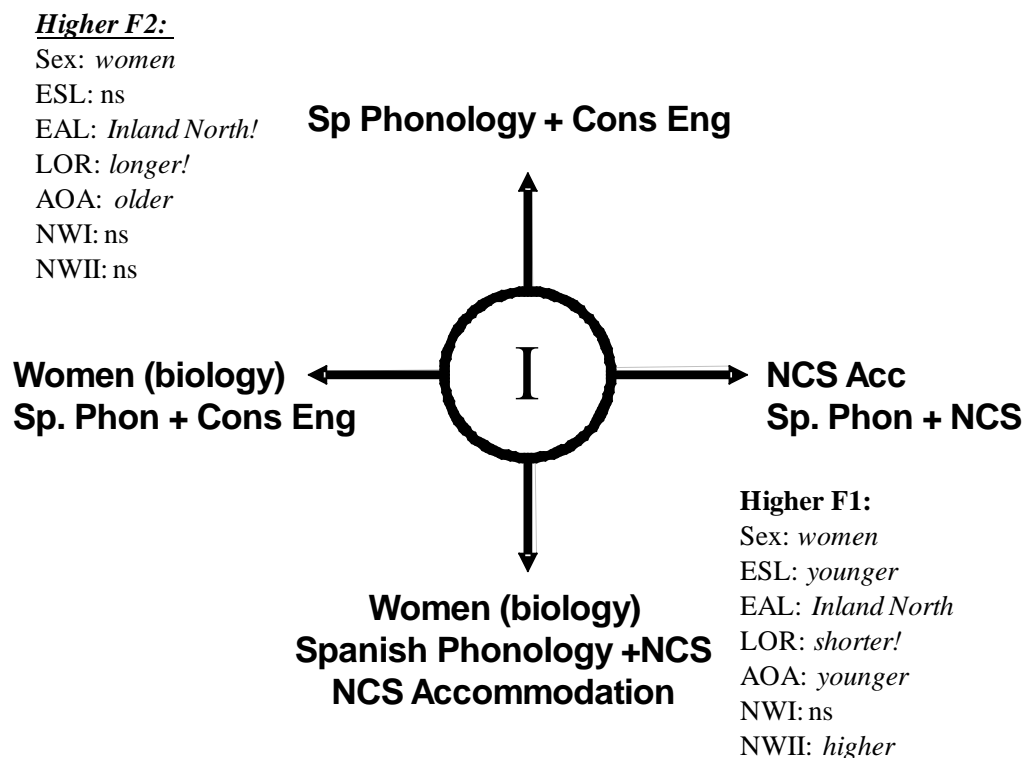 Higher F2:
Sex: women
ESL: ns
EAL: Inland North!
LOR: longer!
AOA: older
NWI: ns
NWII: ns
Sp Phonology + Cons Eng
Women (biology)
Sp. Phon + Cons Eng
I
NCS Acc
Sp. Phon + NCS
Women (biology)
Spanish Phonology +NCS
NCS Accommodation
Higher F1:
Sex: women
ESL: younger
EAL: Inland North
LOR: shorter!
AOA: younger
NWI: ns
NWII: higher